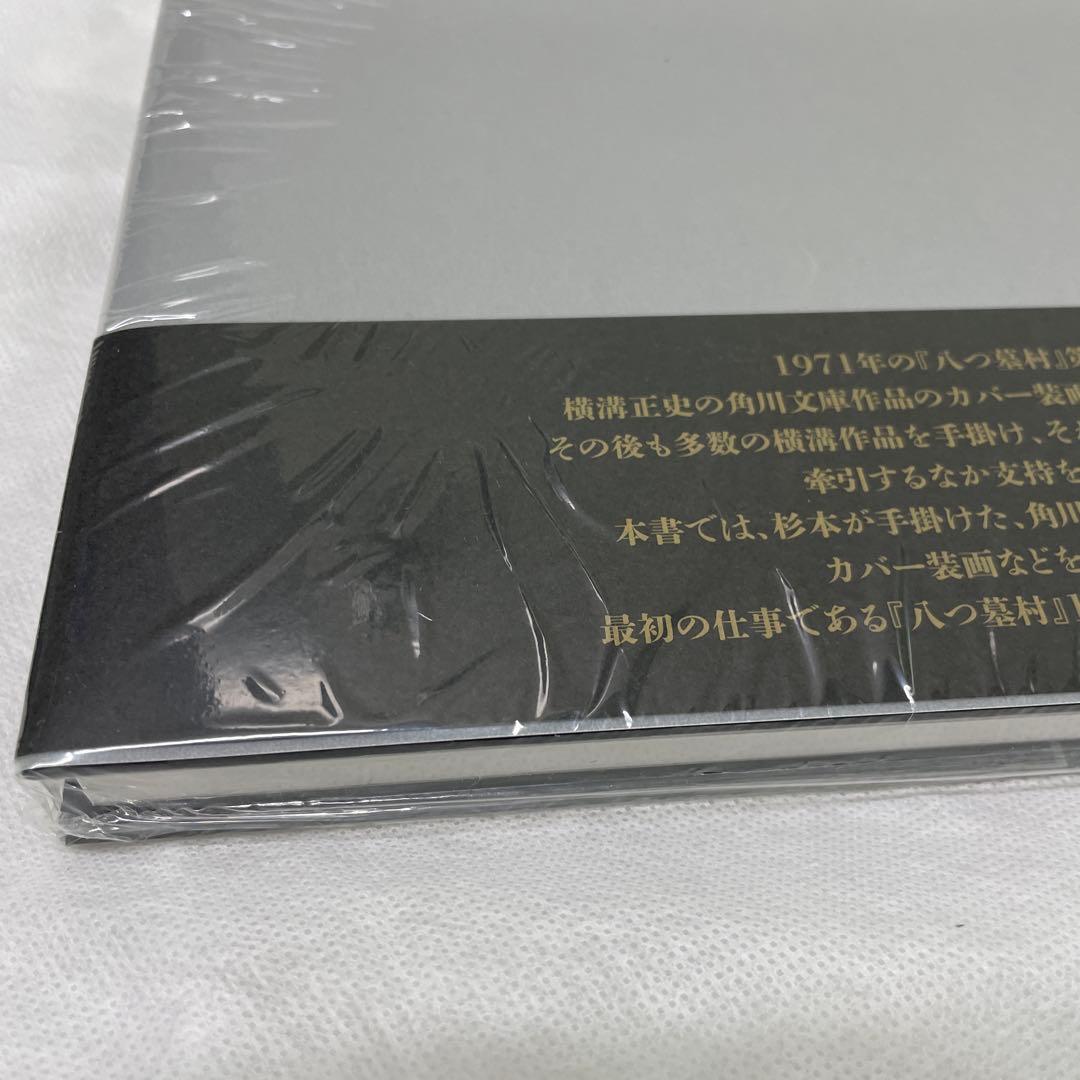 1971年の『八つ墓村』
横溝正史の角川文庫作品のカバー装画
その後も多数の横溝作品を手掛け、そ
牽引するなか支持を
本書では、杉本が手掛けた、角川
カバー装画などを
最初の仕事である『八つ墓村』1